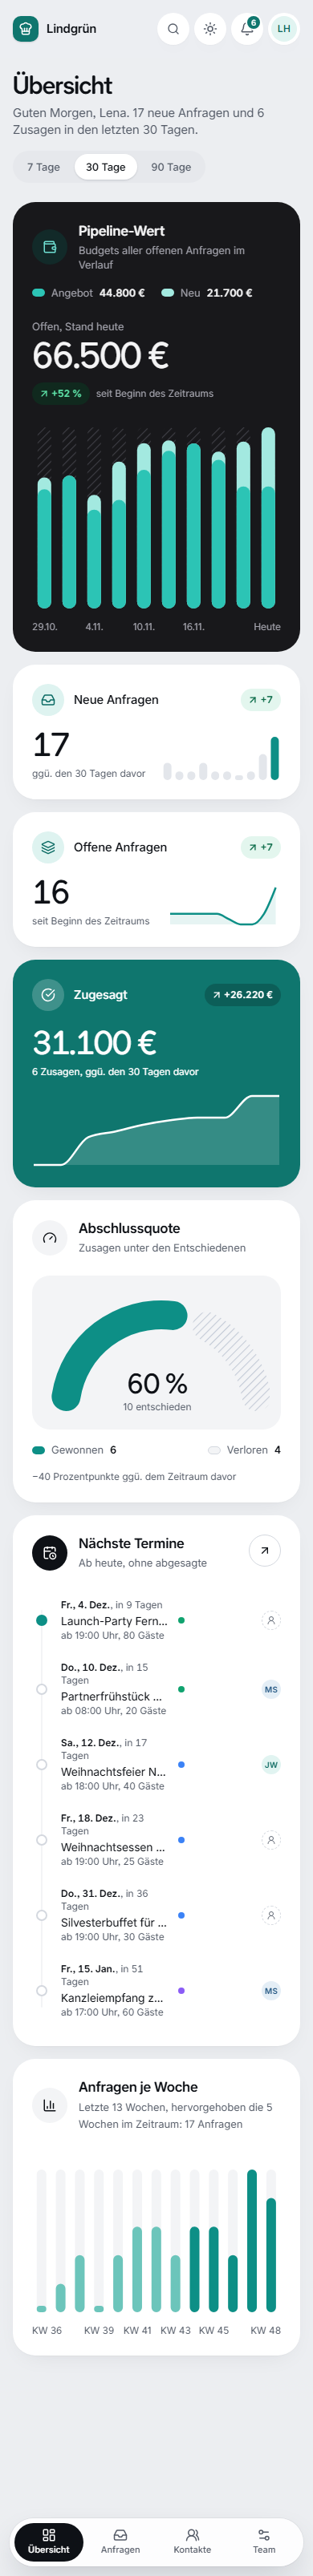 Lindgrün
6
LH
Übersicht
Guten Morgen, Lena. 17 neue Anfragen und 6
Zusagen in den letzten 30 Tagen.
7 Tage 30 Tage 90 Tage
Pipeline-Wert
Budgets aller offenen Anfragen im
Verlauf
Angebot 44.800 € Neu 21.700 €
Offen, Stand heute
66.500 €
+52 % seit Beginn des Zeitraums
29.10. 4.11. 10.11. 16.11. Heute
Neue Anfragen +7
17
ggü. den 30 Tagen davor
Offene Anfragen +7
16
seit Beginn des Zeitraums
Zugesagt +26.220 €
31.100 €
6 Zusagen, ggü. den 30 Tagen davor
Abschlussquote
Zusagen unter den Entschiedenen
60 %
10 entschieden
Gewonnen 6 Verloren 4
−40 Prozentpunkte ggü. dem Zeitraum davor
Nächste Termine
Ab heute, ohne abgesagte
Fr., 4. Dez., in 9 Tagen
Launch-Party Fern...
ab 19:00 Uhr, 80 Gäste
Do., 10. Dez., in 15
Tagen
Partnerfrühstück ...
MS
ab 08:00 Uhr, 20 Gäste
Sa., 12. Dez., in 17
Tagen
Weihnachtsfeier N...
JW
ab 18:00 Uhr, 40 Gäste
Fr., 18. Dez., in 23
Tagen
Weihnachtsessen ...
ab 19:00 Uhr, 25 Gäste
Do., 31. Dez., in 36
Tagen
Silvesterbuffet für ...
ab 19:00 Uhr, 30 Gäste
Fr., 15. Jan., in 51
Tagen
Kanzleiempfang z...
MS
ab 17:00 Uhr, 60 Gäste
Anfragen je Woche
Letzte 13 Wochen, hervorgehoben die 5
Wochen im Zeitraum: 17 Anfragen
KW 36 KW 39 KW 41 KW 43 KW 45 KW 48
Übersicht Anfragen Kontakte Team